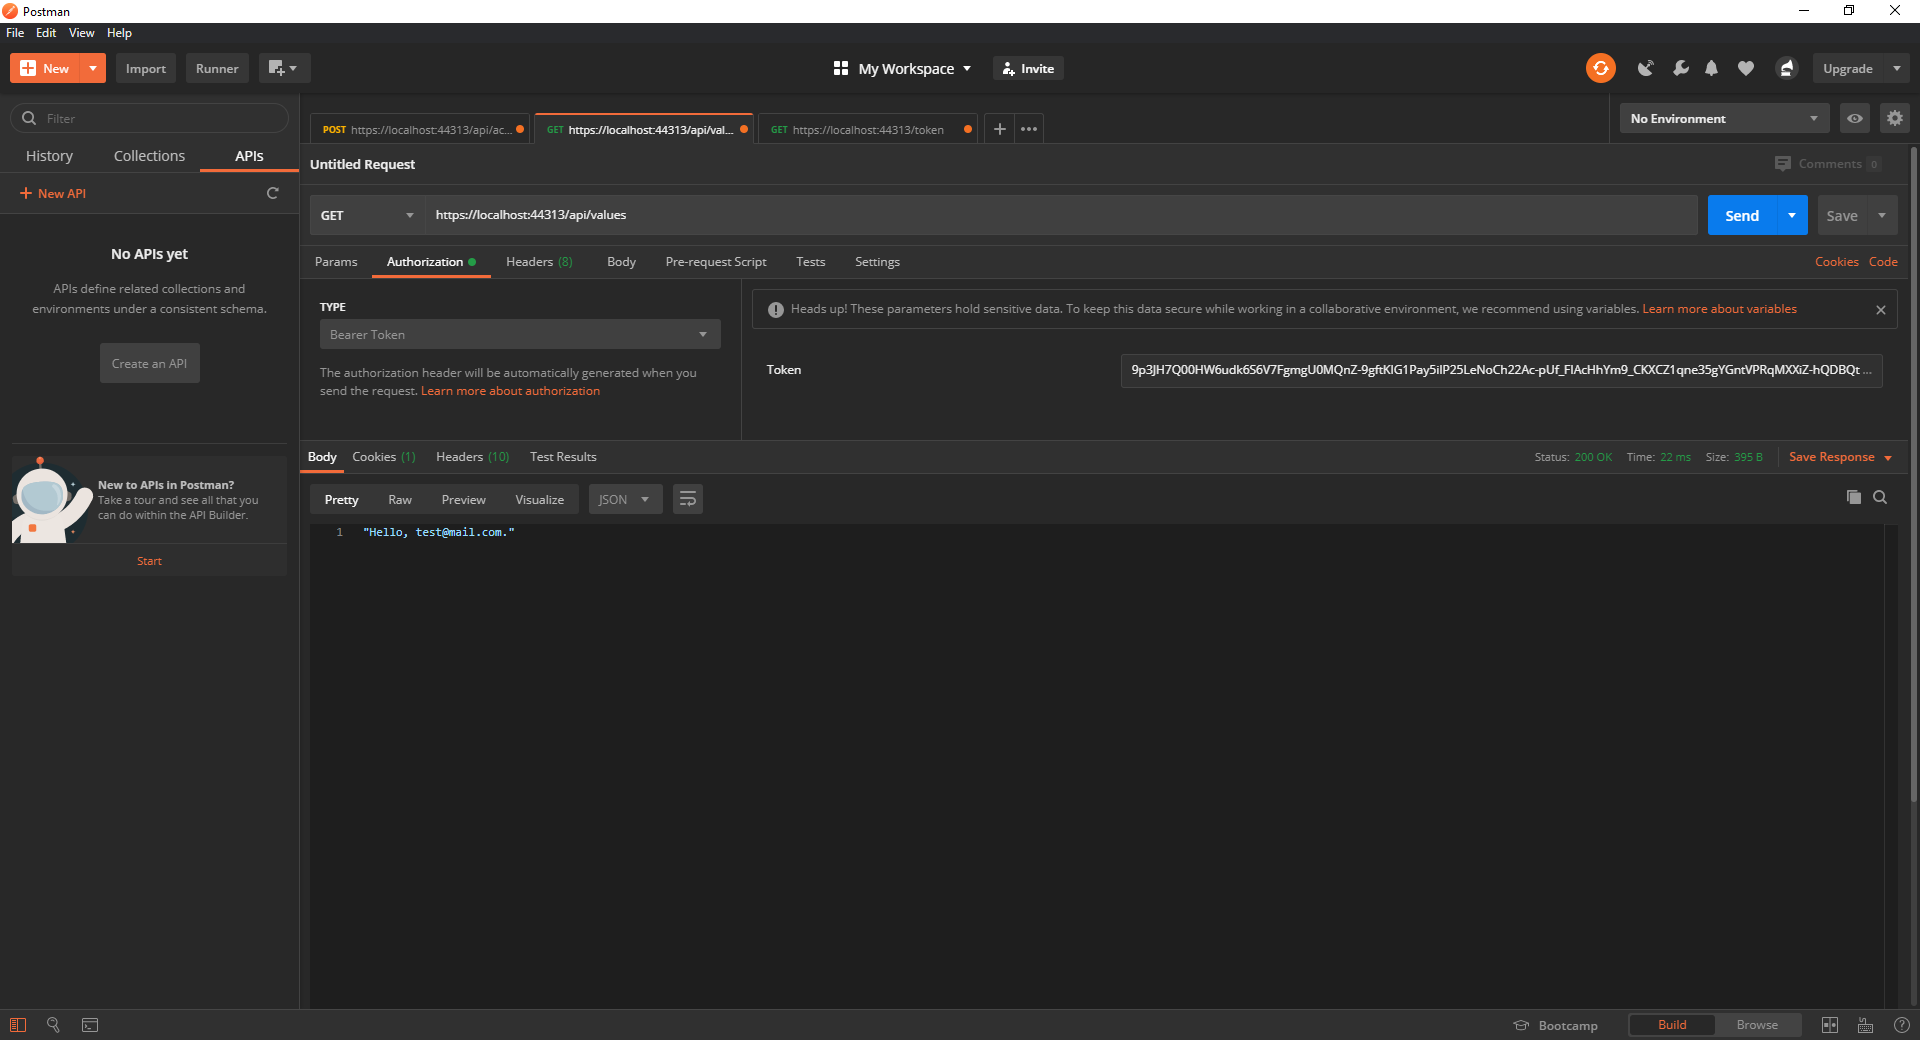 Postman
File Edit View Help
New Import Runner My Workspace Invite Upgrade
Filter
History Collections APIs
New API
No APIs yet
APIs define related collections and
environments under a consistent schema.
Create an API
New to APIs in Postman?
Take a tour and see all that you
can do within the API Builder.
Start
POST https://localhost:44313/api/ac... GET https://localhost:44313/api/val... GET https://localhost:44313/token
No Environment
Untitled Request
Comments 0
GET https://localhost:44313/api/values
Send Save
Params Authorization Headers (8) Body Pre-request Script Tests Settings
Cookies Code
TYPE
Bearer Token
The authorization header will be automatically generated when you
send the request. Learn more about authorization
Heads up! These parameters hold sensitive data. To keep this data secure while working in a collaborative environment, we recommend using variables. Learn more about variables
Token
Body Cookies (1) Headers (10) Test Results
Status: 200 OK Time: 22 ms Size: 395 B Save Response
Pretty Raw Preview Visualize JSON
1 "Hello, test@mail.com."
Bootcamp Build Browse